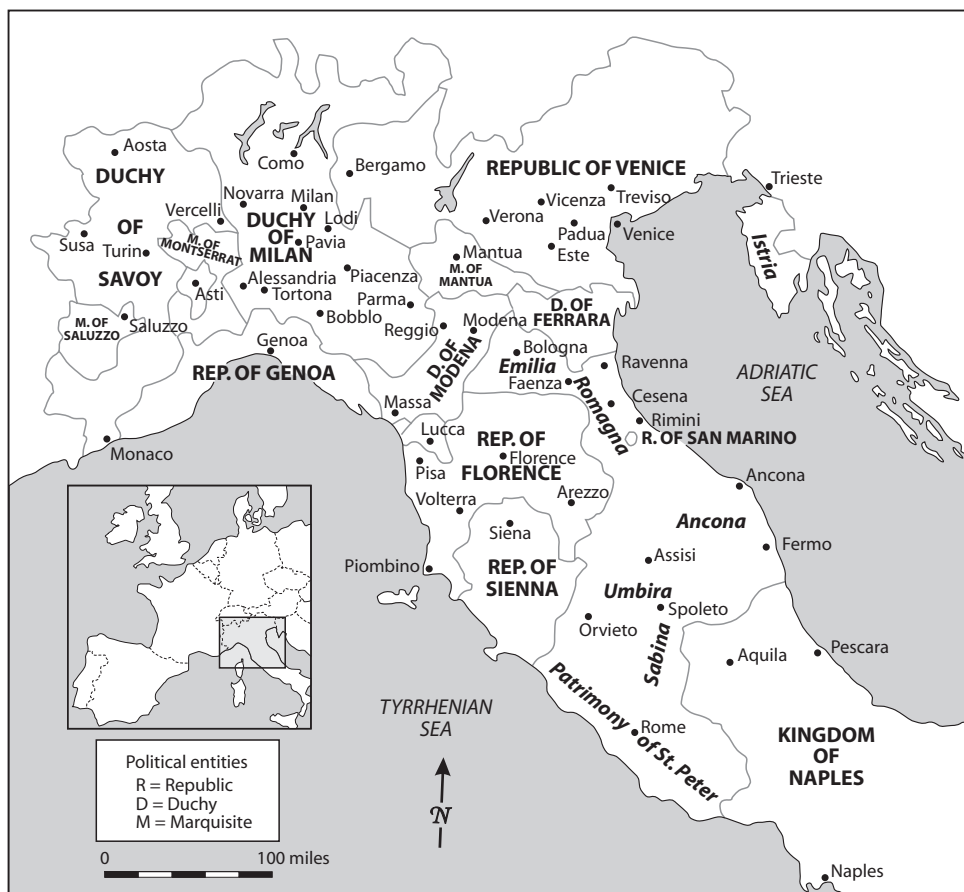 Aosta
DUCHY
OF
SAVOY
Susa
Turin
Vercelli
M. OF
MONTSERRAT
Asti
M. OF
SALUZZO
Saluzzo
Como
Bergamo
Novarra
Milan
Lodi
DUCHY
OF
MILAN
Pavia
Alessandria
Tortona
Piacenza
Parma
Bobblo
Reggio
Genoa
REP. OF GENOA
Monaco
REPUBLIC OF VENICE
Vicenza
Treviso
Verona
Padua
Este
Venice
Trieste
Istria
Mantua
M. OF
MANTUA
D. OF
FERRARA
Modena
D. OF
MODENA
Bologna
Emilia
Faenza
Romagna
Ravenna
Cesena
Rimini
R. OF SAN MARINO
ADRIATIC
SEA
Massa
Lucca
Pisa
REP. OF
FLORENCE
Florence
Volterra
Arezzo
Siena
REP. OF
SIENNA
Piombino
Ancona
Ancona
Fermo
Assisi
Umbira
Spoleto
Orvieto
Sabina
Aquila
Pescara
Patrimony of St. Peter
Rome
KINGDOM
OF
NAPLES
Naples
TYRRHENIAN
SEA
N
Political entities
R = Republic
D = Duchy
M = Marquisite
0 100 miles